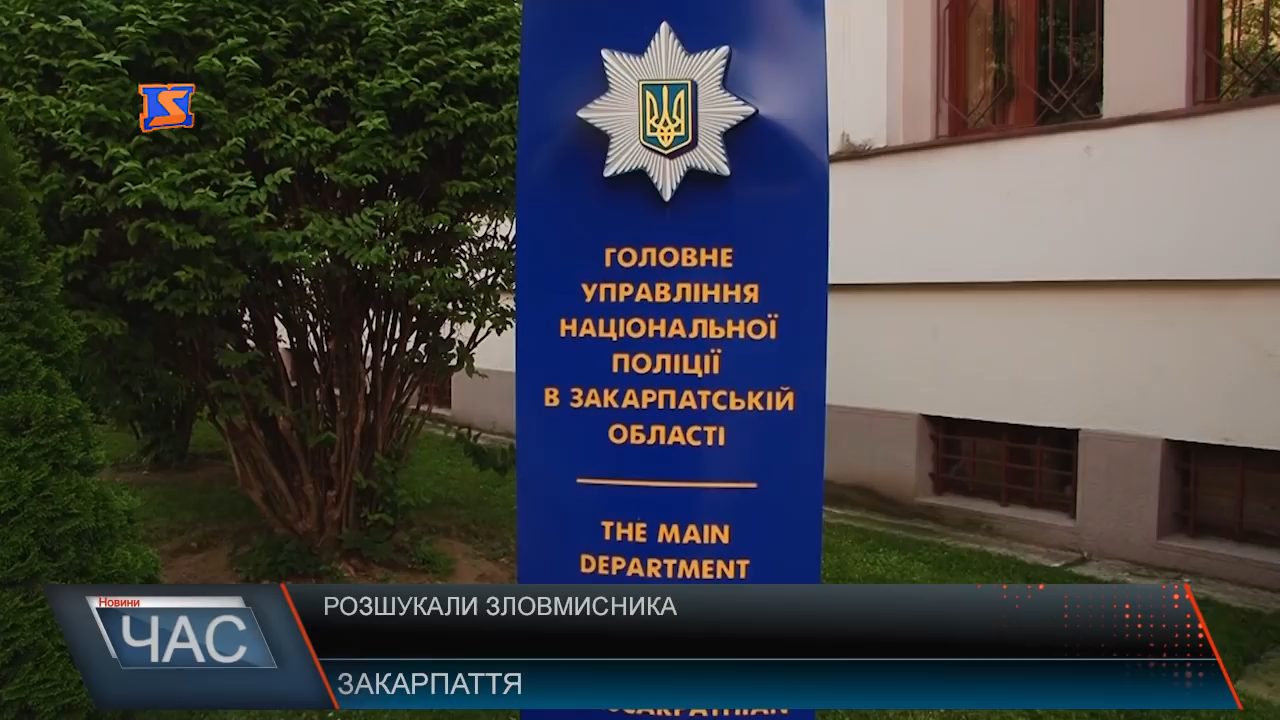 ГОЛОВНЕ
УПРАВЛІННЯ
НАЦІОНАЛЬНОЇ
ПОЛІЦІЇ
В ЗАКАРПАТСЬКІЙ
ОБЛАСТІ
THE MAIN
DEPARTMENT
Новини
ЧАС
РОЗШУКАЛИ ЗЛОВМИСНИКА
ЗАКАРПАТТЯ